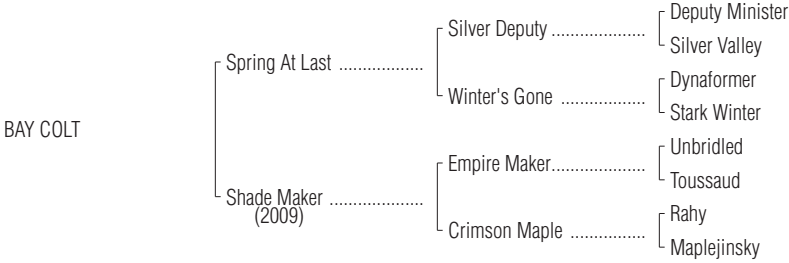 Deputy Minister
Silver Deputy ....................
Silver Valley
Spring At Last ..................
Dynaformer
Winter's Gone ..................
Stark Winter
BAY COLT
Unbridled
Empire Maker....................
Toussaud
Shade Maker ....................
(2009)
Rahy
Crimson Maple ................
Maplejinsky